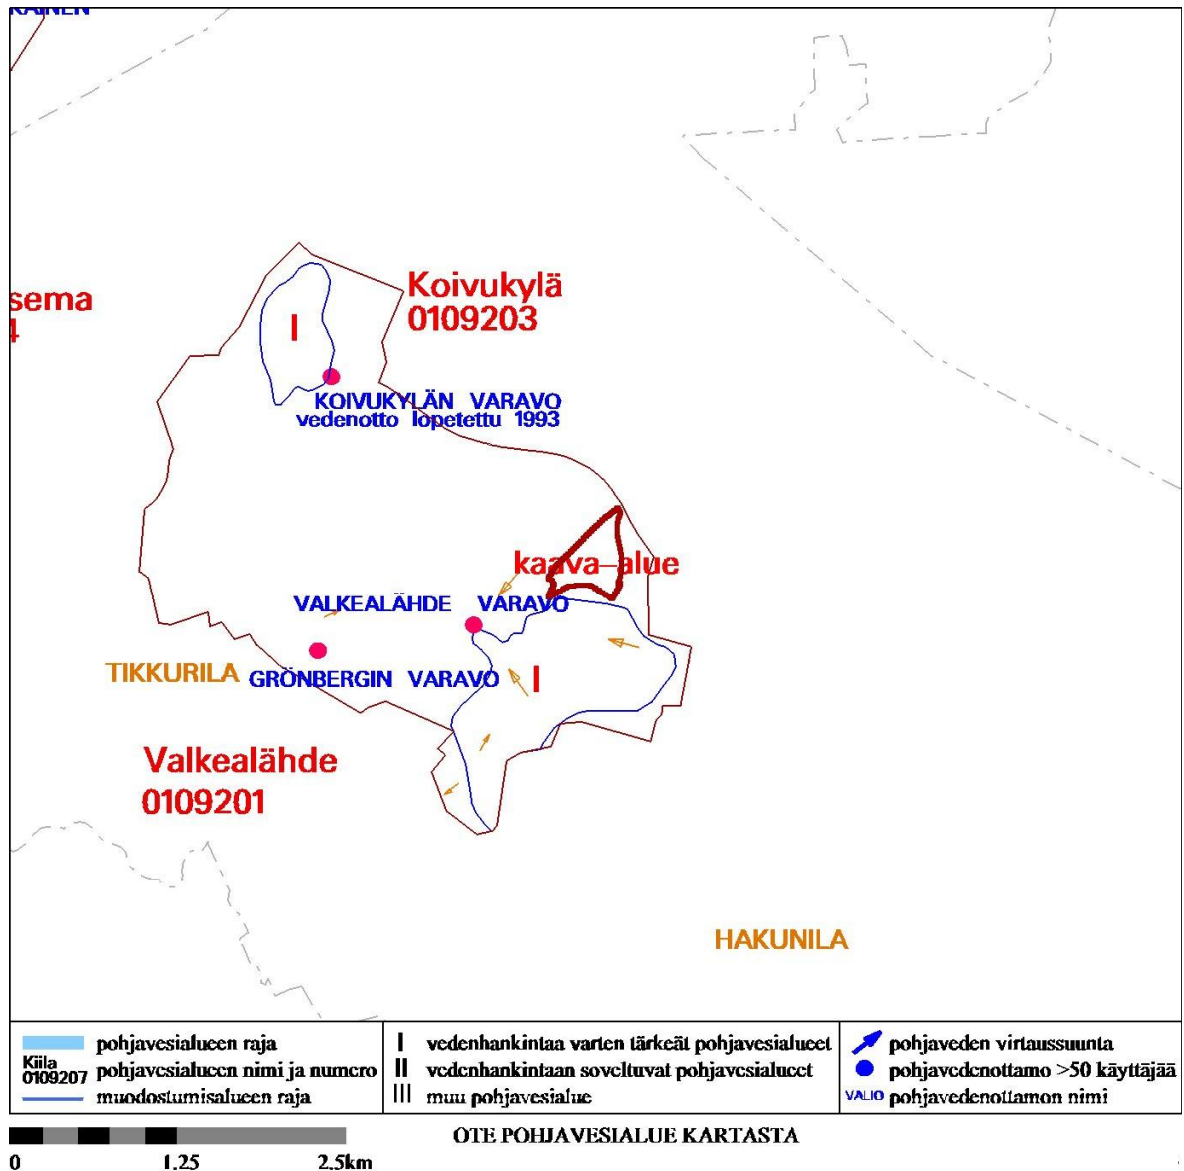 KAINEN
sema
4
Koivukylä
0109203
I
KOIVUKYLÄN VARAVO
vedenotto lopetettu 1993
kaava-alue
VALKEALÄHDE VARAVO
TIKKURILA
GRÖNBERGIN VARAVO
I
Valkealähde
0109201
HAKUNILA
pohjavesialueen raja
Kiila
0109207
pohjavesialueen nimi ja numero
muodostumisalueen raja
I vedenhankintaa varten tärkeät pohjavesialueet
II vedenhankintaan soveltuvat pohjavesialueet
III muu pohjavesialue
pohjaveden virtaussuunta
pohjavedenottamo >50 käyttäjää
VALIO pohjavedenottamon nimi
OTE POHJAVESIALUE KARTASTA
0 1,25 2,5km